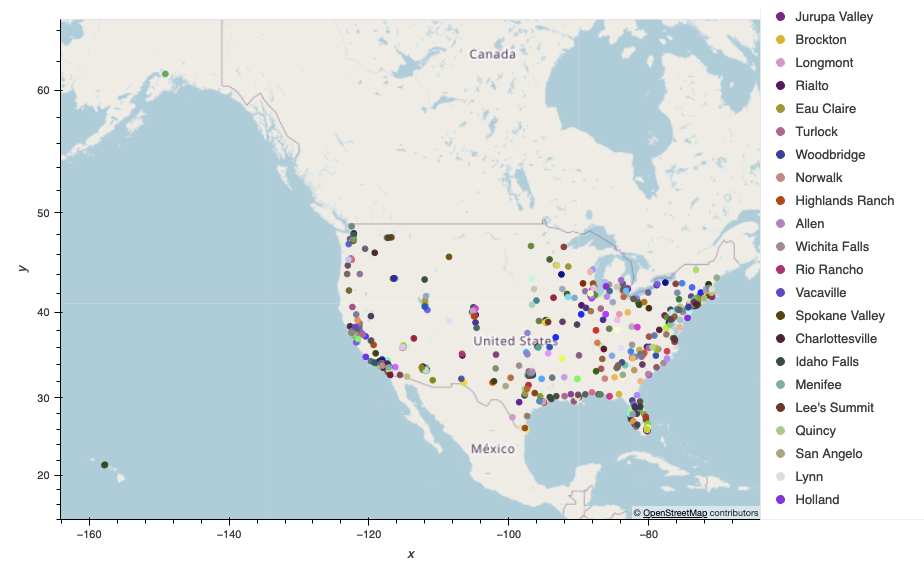 Canada
United States
México
© OpenStreetMap contributors
60
50
40
30
20
y
−160
−140
−120
−100
−80
x
Jurupa Valley
Brockton
Longmont
Rialto
Eau Claire
Turlock
Woodbridge
Norwalk
Highlands Ranch
Allen
Wichita Falls
Rio Rancho
Vacaville
Spokane Valley
Charlottesville
Idaho Falls
Menifee
Lee's Summit
Quincy
San Angelo
Lynn
Holland